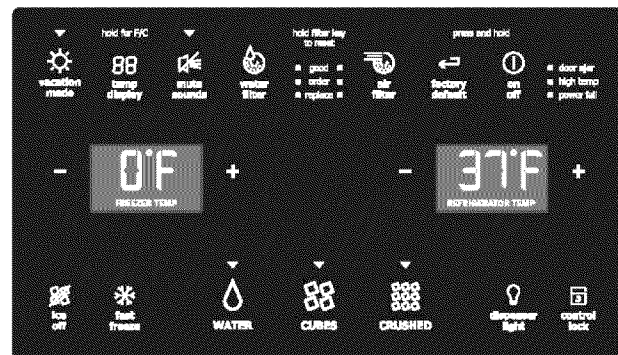 hold for F/C
hold filter key
to reset
press and hold
vacation
mode
88
temp
display
mute
sounds
water
filter
good
order
replace
air
filter
factory
default
on
off
door ajar
high temp
power fail
- 0°F +
FREEZER TEMP
- 37°F +
REFRIGERATOR TEMP
ice
off
fast
freeze
WATER
CUBES
CRUSHED
dispenser
light
3
control
lock